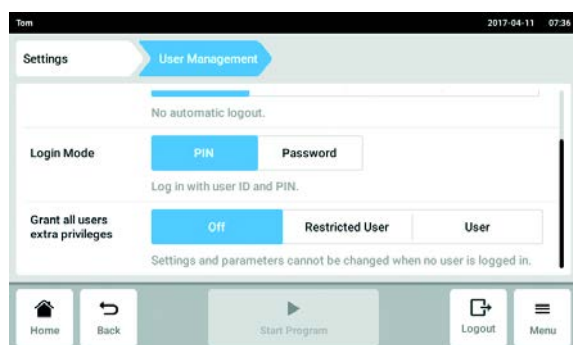 Tom 2017-04-11 07:36
Settings User Management
No automatic logout.
Login Mode PIN Password
Log in with user ID and PIN.
Grant all users
extra privileges Off Restricted User User
Settings and parameters cannot be changed when no user is logged in.
Home Back Start Program Logout Menu